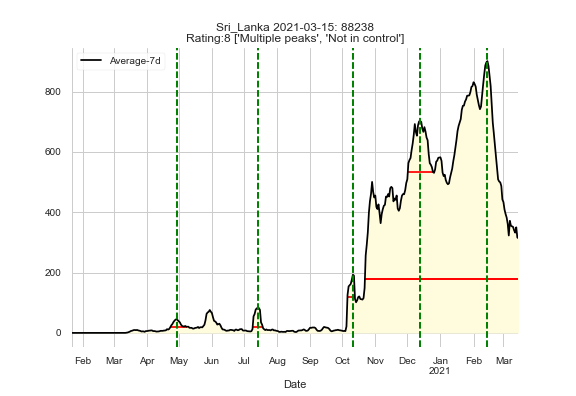 Sri_Lanka 2021-03-15: 88238
Rating:8 ['Multiple peaks', 'Not in control']
Average-7d
800
600
400
200
0
Feb Mar Apr May Jun Jul Aug Sep Oct Nov Dec Jan Feb Mar
2021
Date